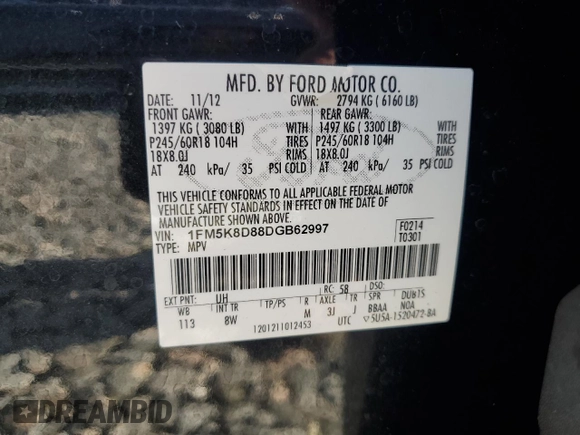 MFD. BY FORD MOTOR CO.
DATE: 11/12 GVWR: 2794 KG ( 6160 LB)
FRONT GAWR: REAR GAWR:
1397 KG ( 3080 LB) WITH 1497 KG ( 3300 LB) WITH
P245/60R18 104H TIRES P245/60R18 104H TIRES
18X8.0J RIMS 18X8.0J RIMS
AT 240 kPa/ 35 PSI COLD AT 240 kPa/ 35 PSI COLD
THIS VEHICLE CONFORMS TO ALL APPLICABLE FEDERAL MOTOR
VEHICLE SAFETY STANDARDS IN EFFECT ON THE DATE OF
MANUFACTURE SHOWN ABOVE.
VIN: 1FM5K8D88DGB62997 F0214
TYPE: MPV T0301
EXT PNT: UH RC: 58 DSO:
WB INT TR TP/PS R AXLE TR SPR
113 8W M 3J J BBAA NOA
1201211012453 UTC 5USA-1520472-BA
DREAMBID